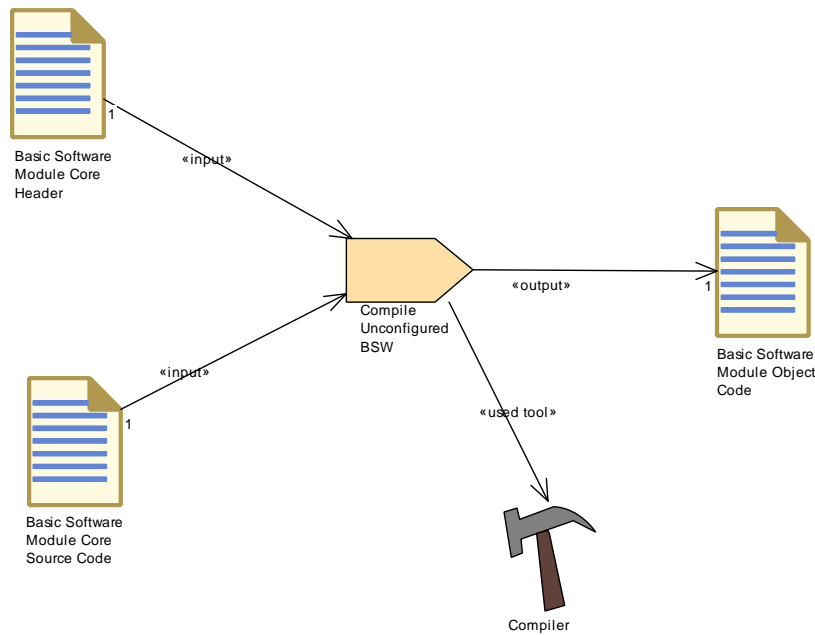 1
Basic Software
Module Core
Header
«input»
Compile
Unconfigured
BSW
«output»
1
Basic Software
Module Object
Code
«input»
1
«used tool»
Basic Software
Module Core
Source Code
Compiler